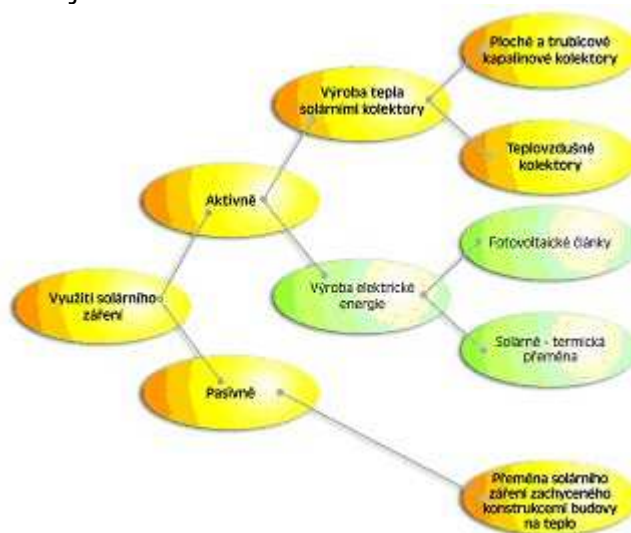 Ploché a trubicové
kapalinové kolektory
Výroba tepla
solárními kolektory
Teplovzdušné
kolektory
Aktivně
Fotovoltaické články
Výroba elektrické
energie
Využití solárního
záření
Solárně - termická
přeměna
Pasivně
Přeměna solárního
záření zachyceného
konstrukcemi budovy
na teplo